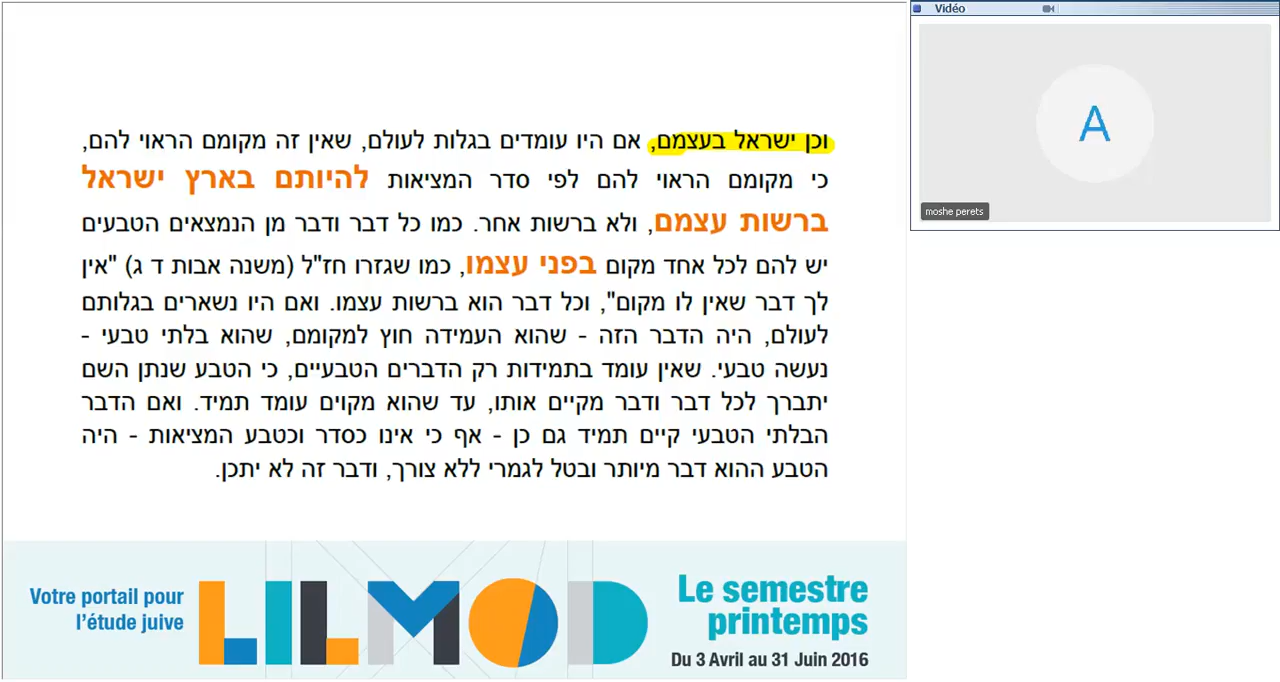 וכן ישראל בעצמם, אם היו עומדים בגלות לעולם, שאין זה מקומם הראוי להם,
כי מקומם הראוי להם לפי סדר המציאות להיותם בארץ ישראל
ברשות עצמם, ולא ברשות אחר. כמו כל דבר ודבר מן הנמצאים הטבעים
יש להם לכל אחד מקום בפני עצמו, כמו שגזרו חז"ל (משנה אבות ד ג) "אין
לך דבר שאין לו מקום", וכל דבר הוא ברשות עצמו. ואם היו נשארים בגלותם
לעולם, היה הדבר הזה - שהוא העמידה חוץ למקומם, שהוא בלתי טבעי -
נעשה טבעי. שאין עומד בתמידות רק הדברים הטבעיים, כי הטבע שנתן השם
יתברך לכל דבר ודבר מקיים אותו, עד שהוא מקוים עומד תמיד. ואם הדבר
הבלתי הטבעי קיים תמיד גם כן - אף כי אינו כסדר וכטבע המציאות - היה
הטבע ההוא דבר מיותר ובטל לגמרי ללא צורך, ודבר זה לא יתכן.
Vidéo
A
moshe perets
Votre portail pour
l'étude juive
LILMOD
Le semestre
printemps
Du 3 Avril au 31 Juin 2016